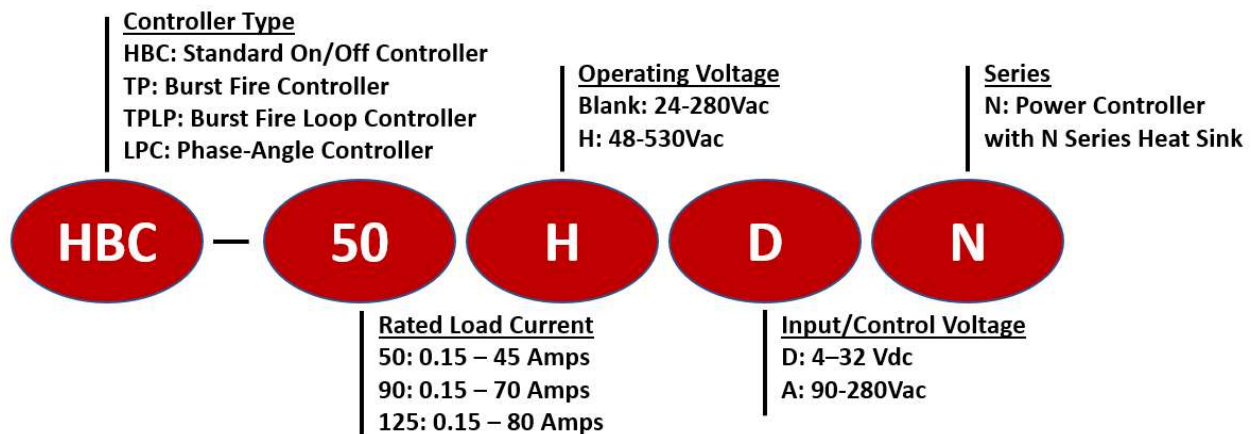 Controller Type
HBC: Standard On/Off Controller
TP: Burst Fire Controller
TPLP: Burst Fire Loop Controller
LPC: Phase-Angle Controller
Operating Voltage
Blank: 24-280Vac
H: 48-530Vac
Series
N: Power Controller
with N Series Heat Sink
HBC — 50 H D N
Rated Load Current
50: 0.15 – 45 Amps
90: 0.15 – 70 Amps
125: 0.15 – 80 Amps
Input/Control Voltage
D: 4–32 Vdc
A: 90-280Vac